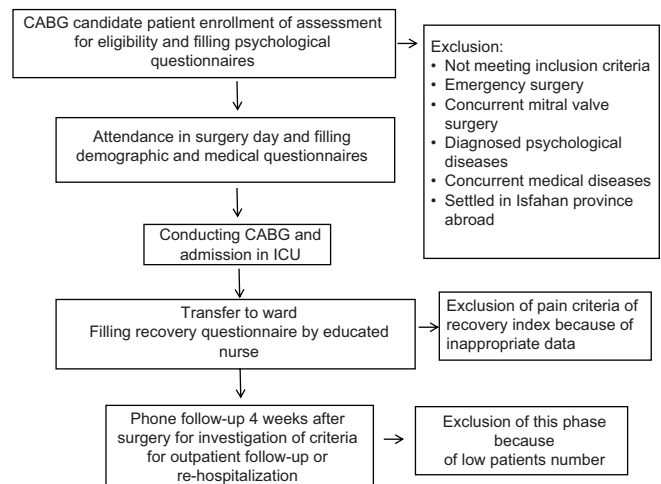 CABG candidate patient enrollment of assessment
for eligibility and filling psychological
questionnaires
Exclusion:
• Not meeting inclusion criteria
• Emergency surgery
• Concurrent mitral valve
surgery
• Diagnosed psychological
diseases
• Concurrent medical diseases
• Settled in Isfahan province
abroad
Attendance in surgery day and filling
demographic and medical questionnaires
Conducting CABG and
admission in ICU
Transfer to ward
Filling recovery questionnaire by educated
nurse
Exclusion of pain criteria of
recovery index because of
inappropriate data
Phone follow-up 4 weeks after
surgery for investigation of criteria
for outpatient follow-up or
re-hospitalization
Exclusion of this phase
because
of low patients number